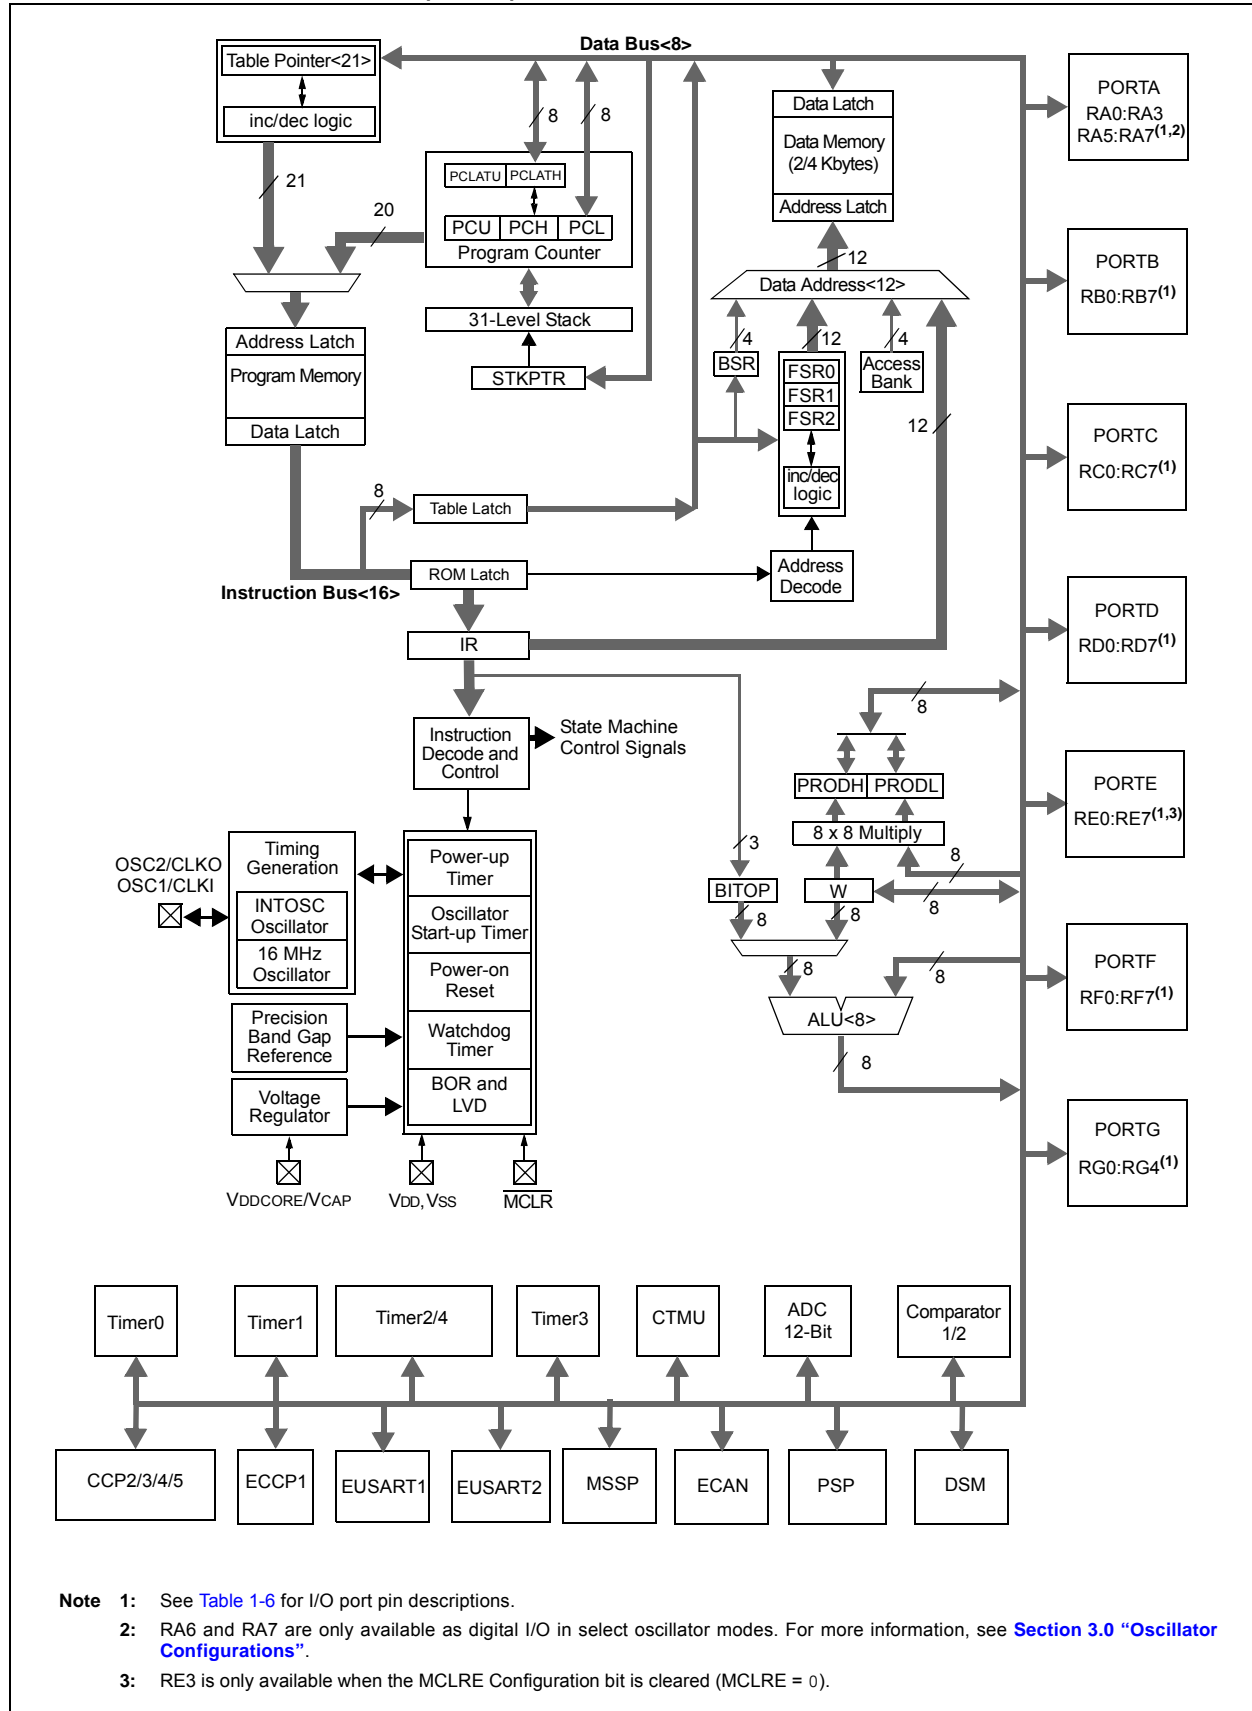 Data Bus<8>
Table Pointer<21>
inc/dec logic
21
8
8
PCLATU
PCLATH
PCU
PCH
PCL
Program Counter
20
31-Level Stack
STKPTR
Address Latch
Program Memory
Data Latch
Data Latch
Data Memory
(2/4 Kbytes)
Address Latch
12
Data Address<12>
4
12
4
BSR
FSR0
FSR1
FSR2
inc/dec
logic
Access
Bank
12
8
Table Latch
ROM Latch
Instruction Bus<16>
Address
Decode
IR
Instruction
Decode and
Control
State Machine
Control Signals
8
PRODH
PRODL
8 x 8 Multiply
3
8
BITOP
W
8
8
8
8
8
ALU<8>
8
OSC2/CLKO
OSC1/CLKI
Timing
Generation
INTOSC
Oscillator
16 MHz
Oscillator
Power-up
Timer
Oscillator
Start-up Timer
Power-on
Reset
Watchdog
Timer
BOR and
LVD
Precision
Band Gap
Reference
Voltage
Regulator
VDDCORE/VCAP
VDD, VSS
MCLR
PORTA
RA0:RA3
RA5:RA7(1,2)
PORTB
RB0:RB7(1)
PORTC
RC0:RC7(1)
PORTD
RD0:RD7(1)
PORTE
RE0:RE7(1,3)
PORTF
RF0:RF7(1)
PORTG
RG0:RG4(1)
Timer0
Timer1
Timer2/4
Timer3
CTMU
ADC
12-Bit
Comparator
1/2
CCP2/3/4/5
ECCP1
EUSART1
EUSART2
MSSP
ECAN
PSP
DSM
Note 1: See Table 1-6 for I/O port pin descriptions.
2: RA6 and RA7 are only available as digital I/O in select oscillator modes. For more information, see Section 3.0 “Oscillator
Configurations”.
3: RE3 is only available when the MCLRE Configuration bit is cleared (MCLRE = 0).